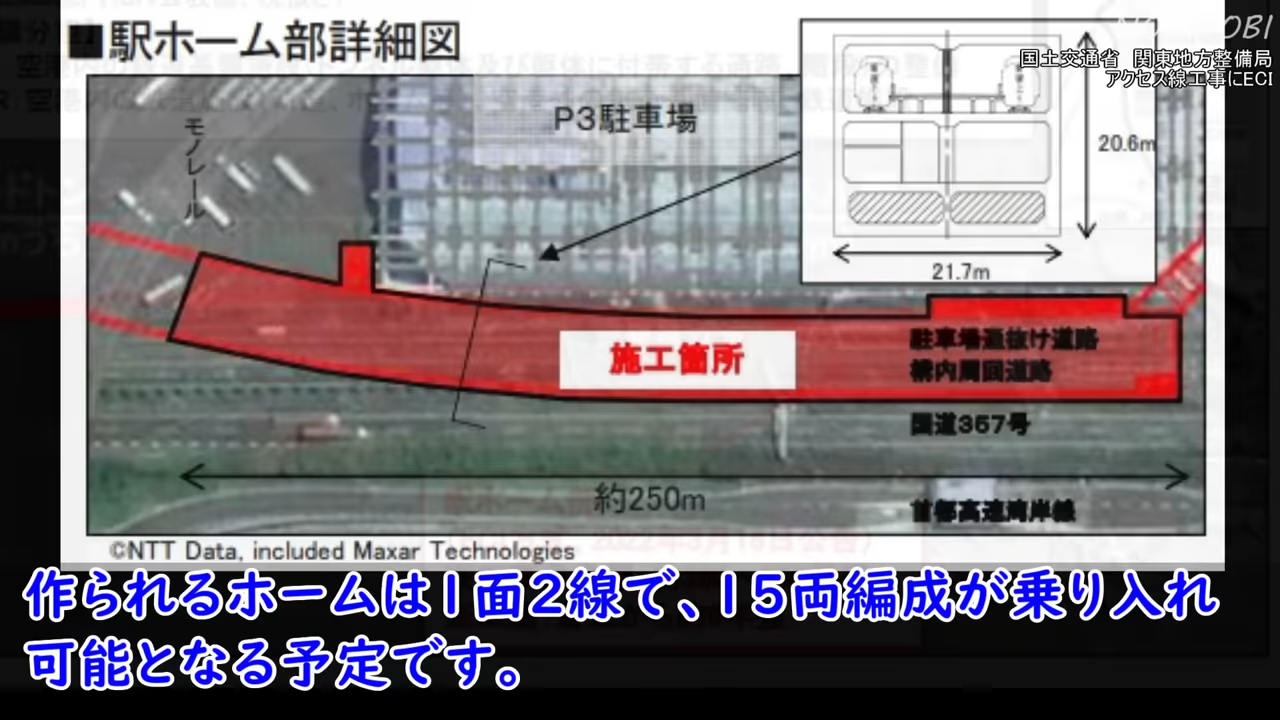 ■駅ホーム部詳細図
国土交通省　関東地方整備局
アクセス線工事にECI
モノレール
P3駐車場
20.6m
21.7m
施工箇所
駐車場通抜け道路
構内周回道路
国道357号
約250m
首都高速湾岸線
©NTT Data, included Maxar Technologies
作られるホームは1面2線で、15両編成が乗り入れ
可能となる予定です。